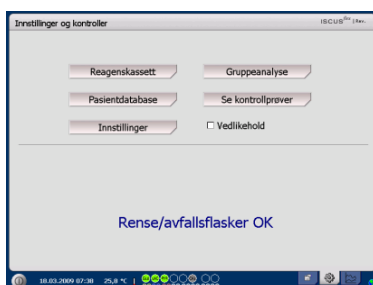 Innstillinger og kontroller
ISCUSflex
Reagenskassett
Gruppeanalyse
Pasientdatabase
Se kontrollprøver
Innstillinger
Vedlikehold
Rense/avfallsflasker OK
18.03.2009 07:38 25,8 °C